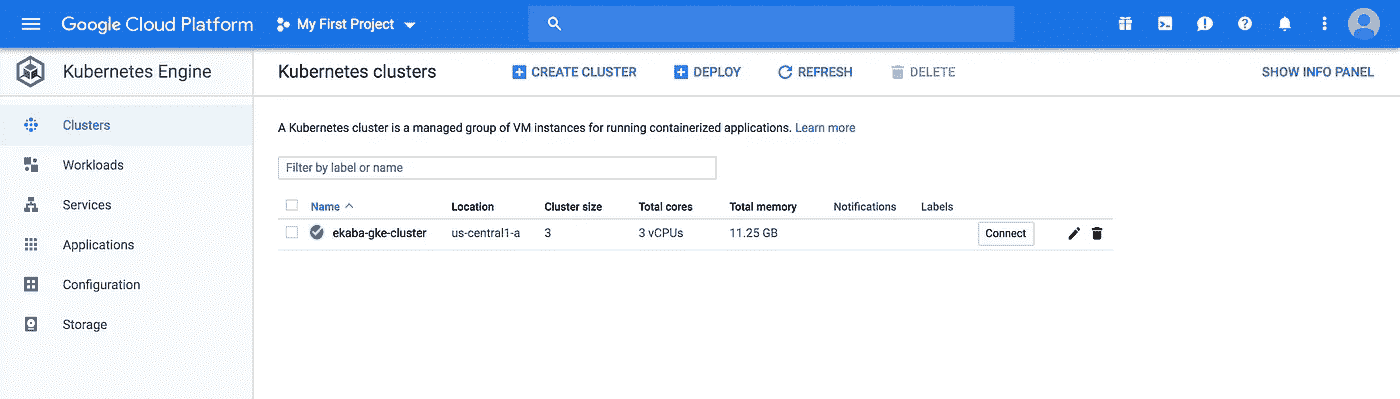 Google Cloud Platform My First Project
Kubernetes Engine Kubernetes clusters CREATE CLUSTER DEPLOY REFRESH DELETE SHOW INFO PANEL
Clusters
Workloads
Services
Applications
Configuration
Storage
A Kubernetes cluster is a managed group of VM instances for running containerized applications. Learn more
Filter by label or name
Name Location Cluster size Total cores Total memory Notifications Labels
ekaba-gke-cluster us-central1-a 3 3 vCPUs 11.25 GB Connect